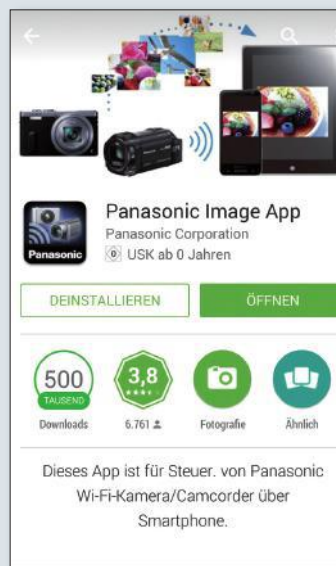 Panasonic Image App
Panasonic Corporation
0 USK ab 0 Jahren
Panasonic
DEINSTALLIEREN
ÖFFNEN
500
TAUSEND
3,8
Downloads
6.761
Fotografie
Ähnlich
Dieses App ist für Steuer. von Panasonic
Wi-Fi-Kamera/Camcorder über
Smartphone.